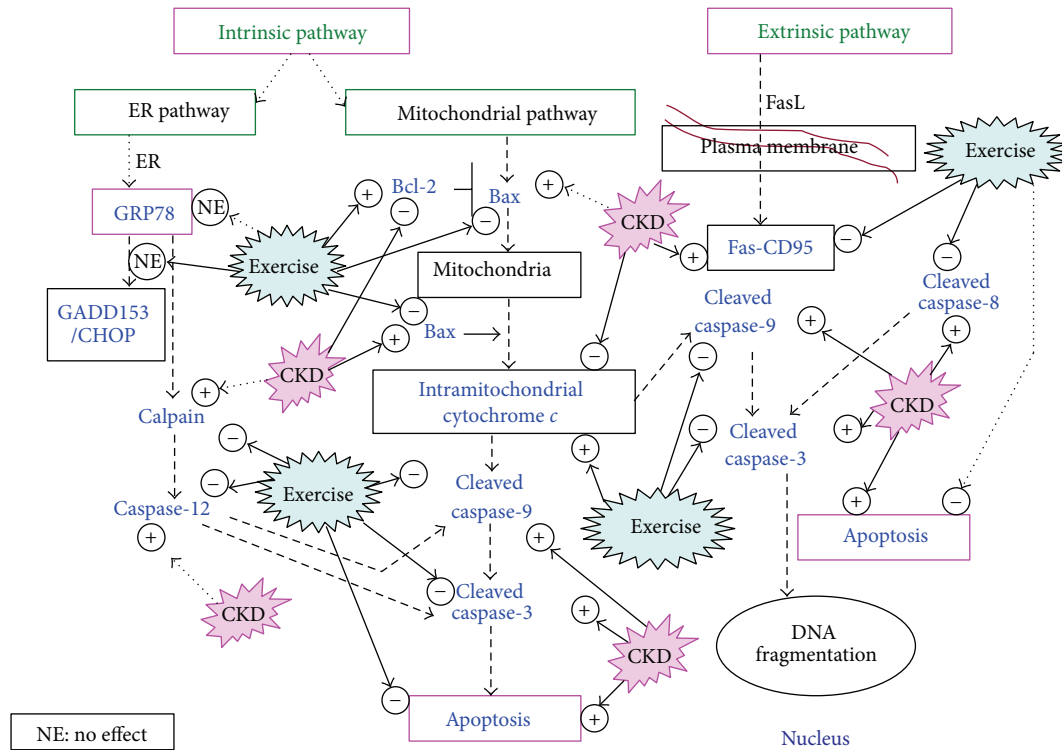 Intrinsic pathway
Extrinsic pathway
ER pathway
Mitochondrial pathway
FasL
Plasma membrane
Exercise
ER
GRP78
NE
+
Bcl-2
−
Bax
−
+
CKD
+
Fas-CD95
−
−
NE
Exercise
Mitochondria
GADD153
/CHOP
−
Bax
+
Cleaved
caspase-9
Cleaved
caspase-8
+
+
CKD
+
−
−
CKD
Intramitochondrial
cytochrome c
Calpain
−
−
Exercise
−
+
−
Cleaved
caspase-3
+
Caspase-12
−
Cleaved
caspase-9
Exercise
+
−
Apoptosis
+
+
CKD
−
Cleaved
caspase-3
+
CKD
DNA
fragmentation
−
Apoptosis
+
NE: no effect
Nucleus